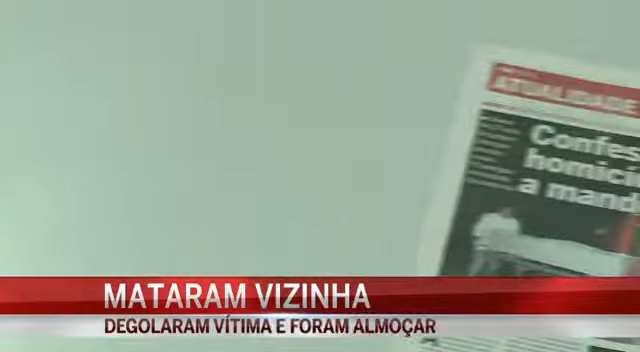 ATUALIDADE
Confes
homicí
a mand
MATARAM VIZINHA
DEGOLARAM VÍTIMA E FORAM ALMOÇAR